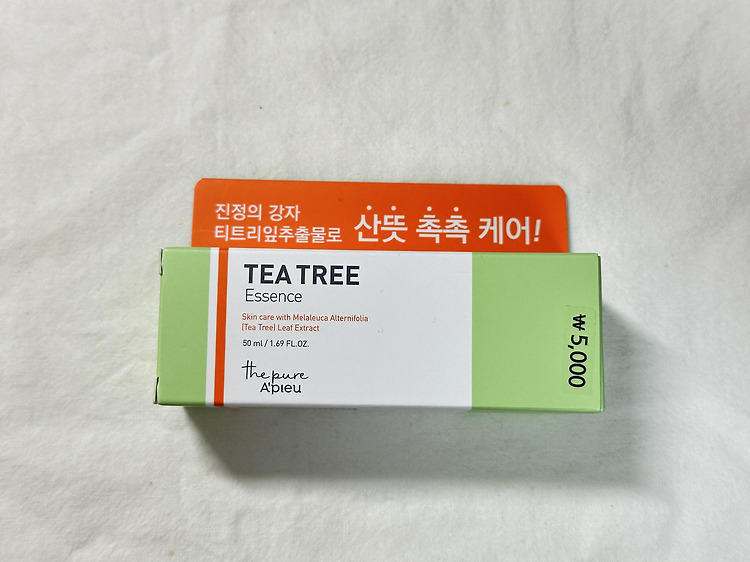 진정의 강자
티트리잎추출물로 산뜻 촉촉 케어!
TEA TREE
Essence
Skin care with Melaleuca Alternifolia
(Tea Tree) Leaf Extract
50 ml / 1.69 FL.OZ.
the pure
A'pieu
₩ 5,000